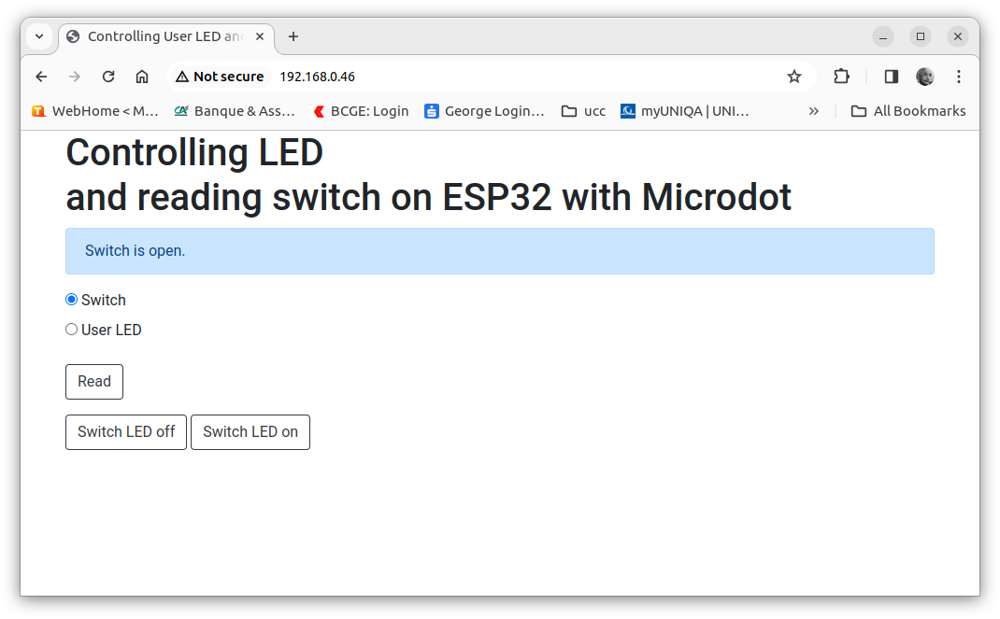 Controlling User LED an
Not secure 192.168.0.46
WebHome < M... Banque & Ass... BCGE: Login George Login... ucc myUNIQA | UNI... » All Bookmarks
Controlling LED
and reading switch on ESP32 with Microdot
Switch is open.
Switch
User LED
Read
Switch LED off Switch LED on